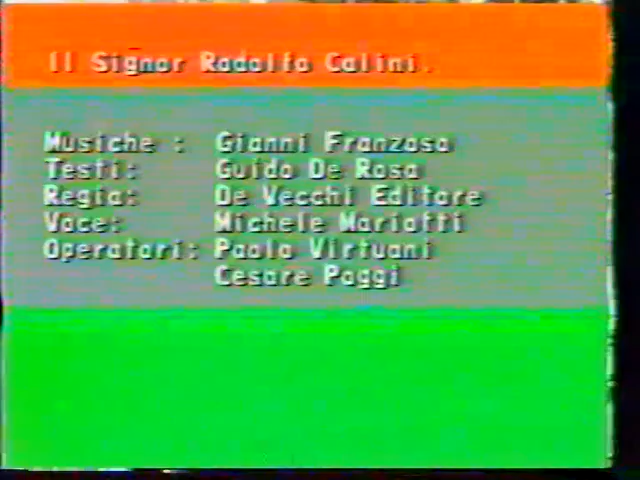 Il Signor Rodolfo Calini.
Musiche : Gianni Franzosa
Testi: Guido De Rosa
Regia: De Vecchi Editore
Voce: Michele Mariotti
Operatori: Paolo Virtuani
Cesare Poggi